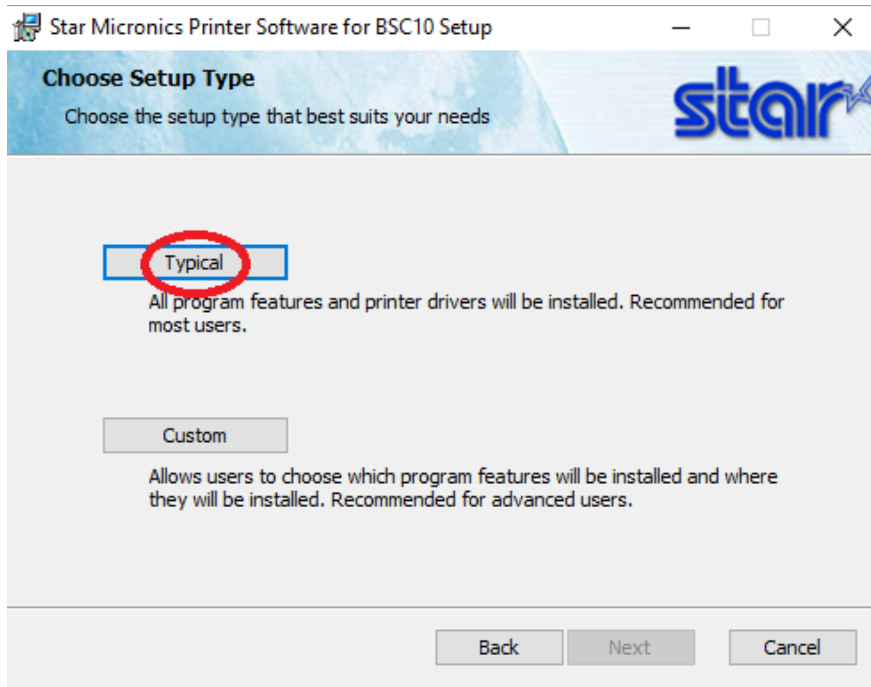 Star Micronics Printer Software for BSC10 Setup
Choose Setup Type
Choose the setup type that best suits your needs
star
Typical
All program features and printer drivers will be installed. Recommended for
most users.
Custom
Allows users to choose which program features will be installed and where
they will be installed. Recommended for advanced users.
Back Next Cancel